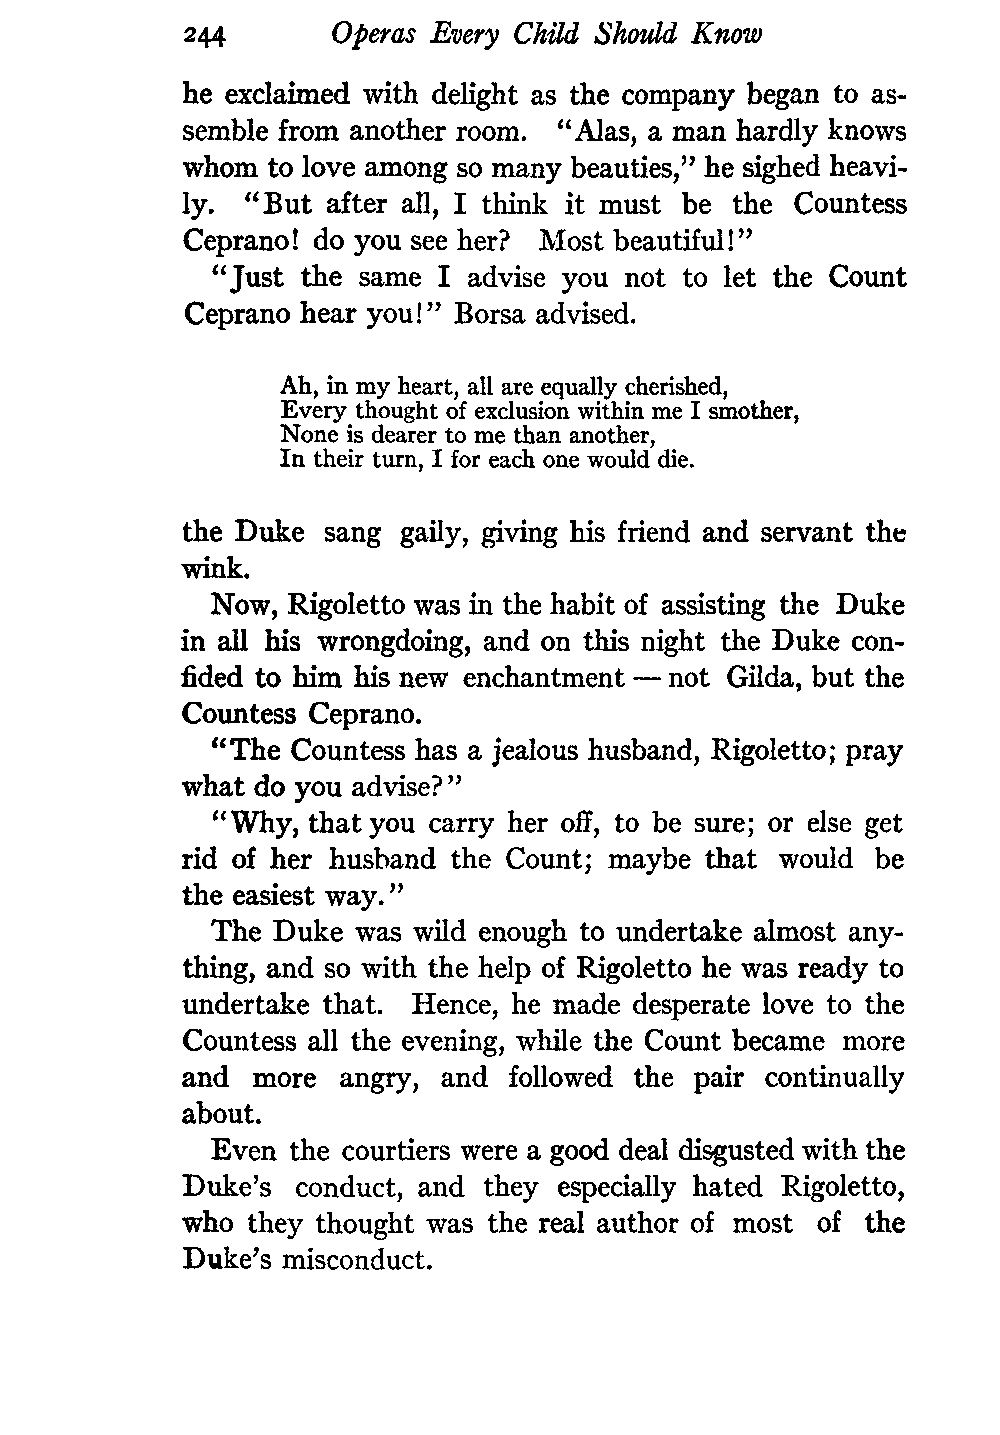 244 Operas Every Child Should Know
he exclaimed with delight as the company began to as-
semble from another room. "Alas, a man hardly knows
whom to love among so many beauties," he sighed heavi-
ly. "But after all, I think it must be the Countess
Ceprano! do you see her? Most beautiful!"
"Just the same I advise you not to let the Count
Ceprano hear you!" Borsa advised.
Ah, in my heart, all are equally cherished,
Every thought of exclusion within me I smother,
None is dearer to me than another,
In their turn, I for each one would die.
the Duke sang gaily, giving his friend and servant the
wink.
Now, Rigoletto was in the habit of assisting the Duke
in all his wrongdoing, and on this night the Duke con-
fided to him his new enchantment — not Gilda, but the
Countess Ceprano.
"The Countess has a jealous husband, Rigoletto; pray
what do you advise?"
"Why, that you carry her off, to be sure; or else get
rid of her husband the Count; maybe that would be
the easiest way."
The Duke was wild enough to undertake almost any-
thing, and so with the help of Rigoletto he was ready to
undertake that. Hence, he made desperate love to the
Countess all the evening, while the Count became more
and more angry, and followed the pair continually
about.
Even the courtiers were a good deal disgusted with the
Duke's conduct, and they especially hated Rigoletto,
who they thought was the real author of most of the
Duke's misconduct.